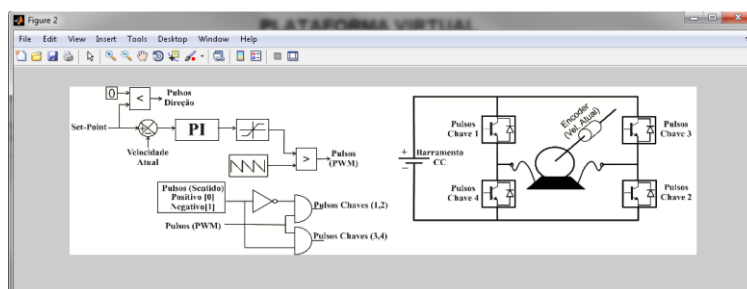 PLATAFORMA VIRTUAL
Figure 2
File Edit View Insert Tools Desktop Window Help
0
<
Pulsos
Direção
Set-Point
PI
Velocidade
Atual
>
Pulsos
(PWM)
Pulsos (Sentido)
Positivo [0]
Negativo[1]
Pulsos Chaves (1,2)
Pulsos (PWM)
Pulsos Chaves (3,4)
Pulsos
Chave 1
Encoder
(Vel. Atual)
Pulsos
Chave 3
+
Barramento
CC
−
Pulsos
Chave 4
Pulsos
Chave 2